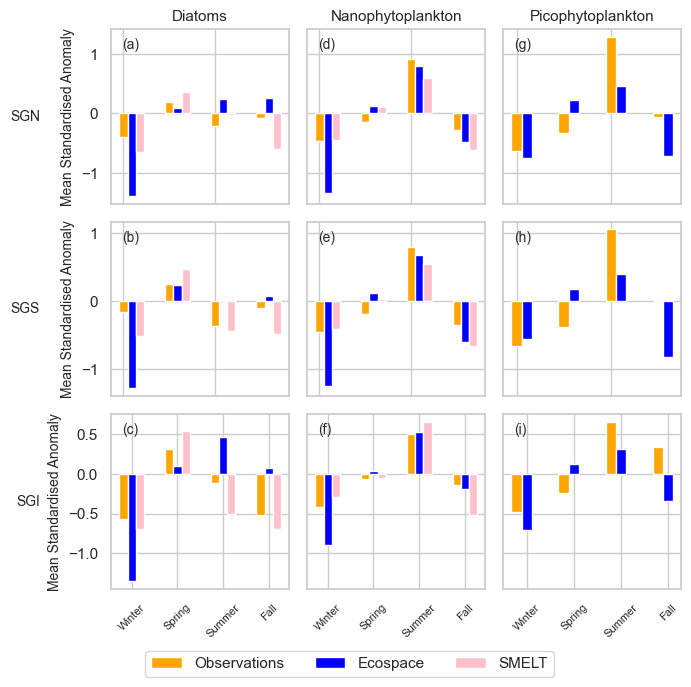 Diatoms Nanophytoplankton Picophytoplankton
SGN
Mean Standardised Anomaly
1
0
−1
(a) (d) (g)
SGS
Mean Standardised Anomaly
1
0
−1
(b) (e) (h)
SGI
Mean Standardised Anomaly
0.5
0.0
−0.5
−1.0
(c) (f) (i)
Winter Spring Summer Fall Winter Spring Summer Fall Winter Spring Summer Fall
Observations Ecospace SMELT